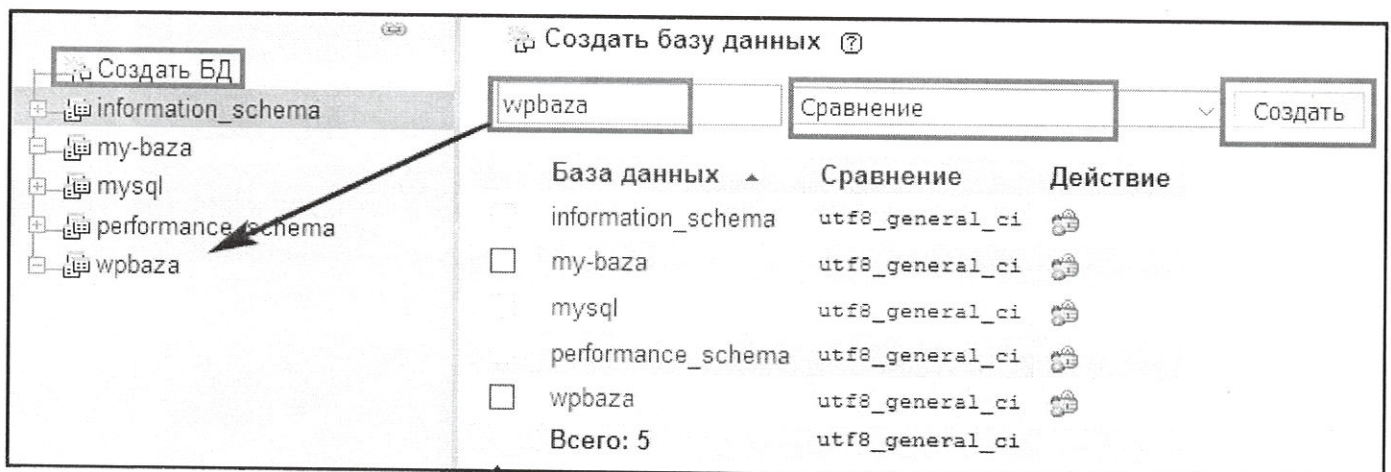 Создать БД
information_schema
my-baza
mysql
performance_schema
wpbaza
Создать базу данных
wpbaza Сравнение Создать
База данных Сравнение Действие
information_schema utf8_general_ci
my-baza utf8_general_ci
mysql utf8_general_ci
performance_schema utf8_general_ci
wpbaza utf8_general_ci
Всего: 5 utf8_general_ci